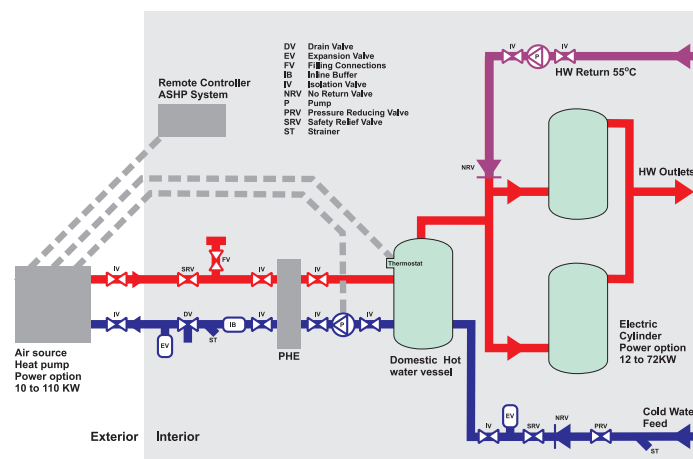 DV Drain Valve
EV Expansion Valve
FV Filling Connections
IB Inline Buffer
IV Isolation Valve
NRV No Return Valve
P Pump
PRV Pressure Reducing Valve
SRV Safety Relief Valve
ST Strainer
IV
P
IV
HW Return 55°C
Remote Controller
ASHP System
NRV
HW Outlets
Thermostat
IV
SRV
FV
IV
IV
IV
DV
IB
IV
IV
P
IV
ST
EV
PHE
Air source
Heat pump
Power option
10 to 110 KW
Domestic Hot
water vessel
Electric
Cylinder
Power option
12 to 72KW
Cold Water
Feed
IV
EV
SRV
NRV
PRV
ST
Exterior
Interior